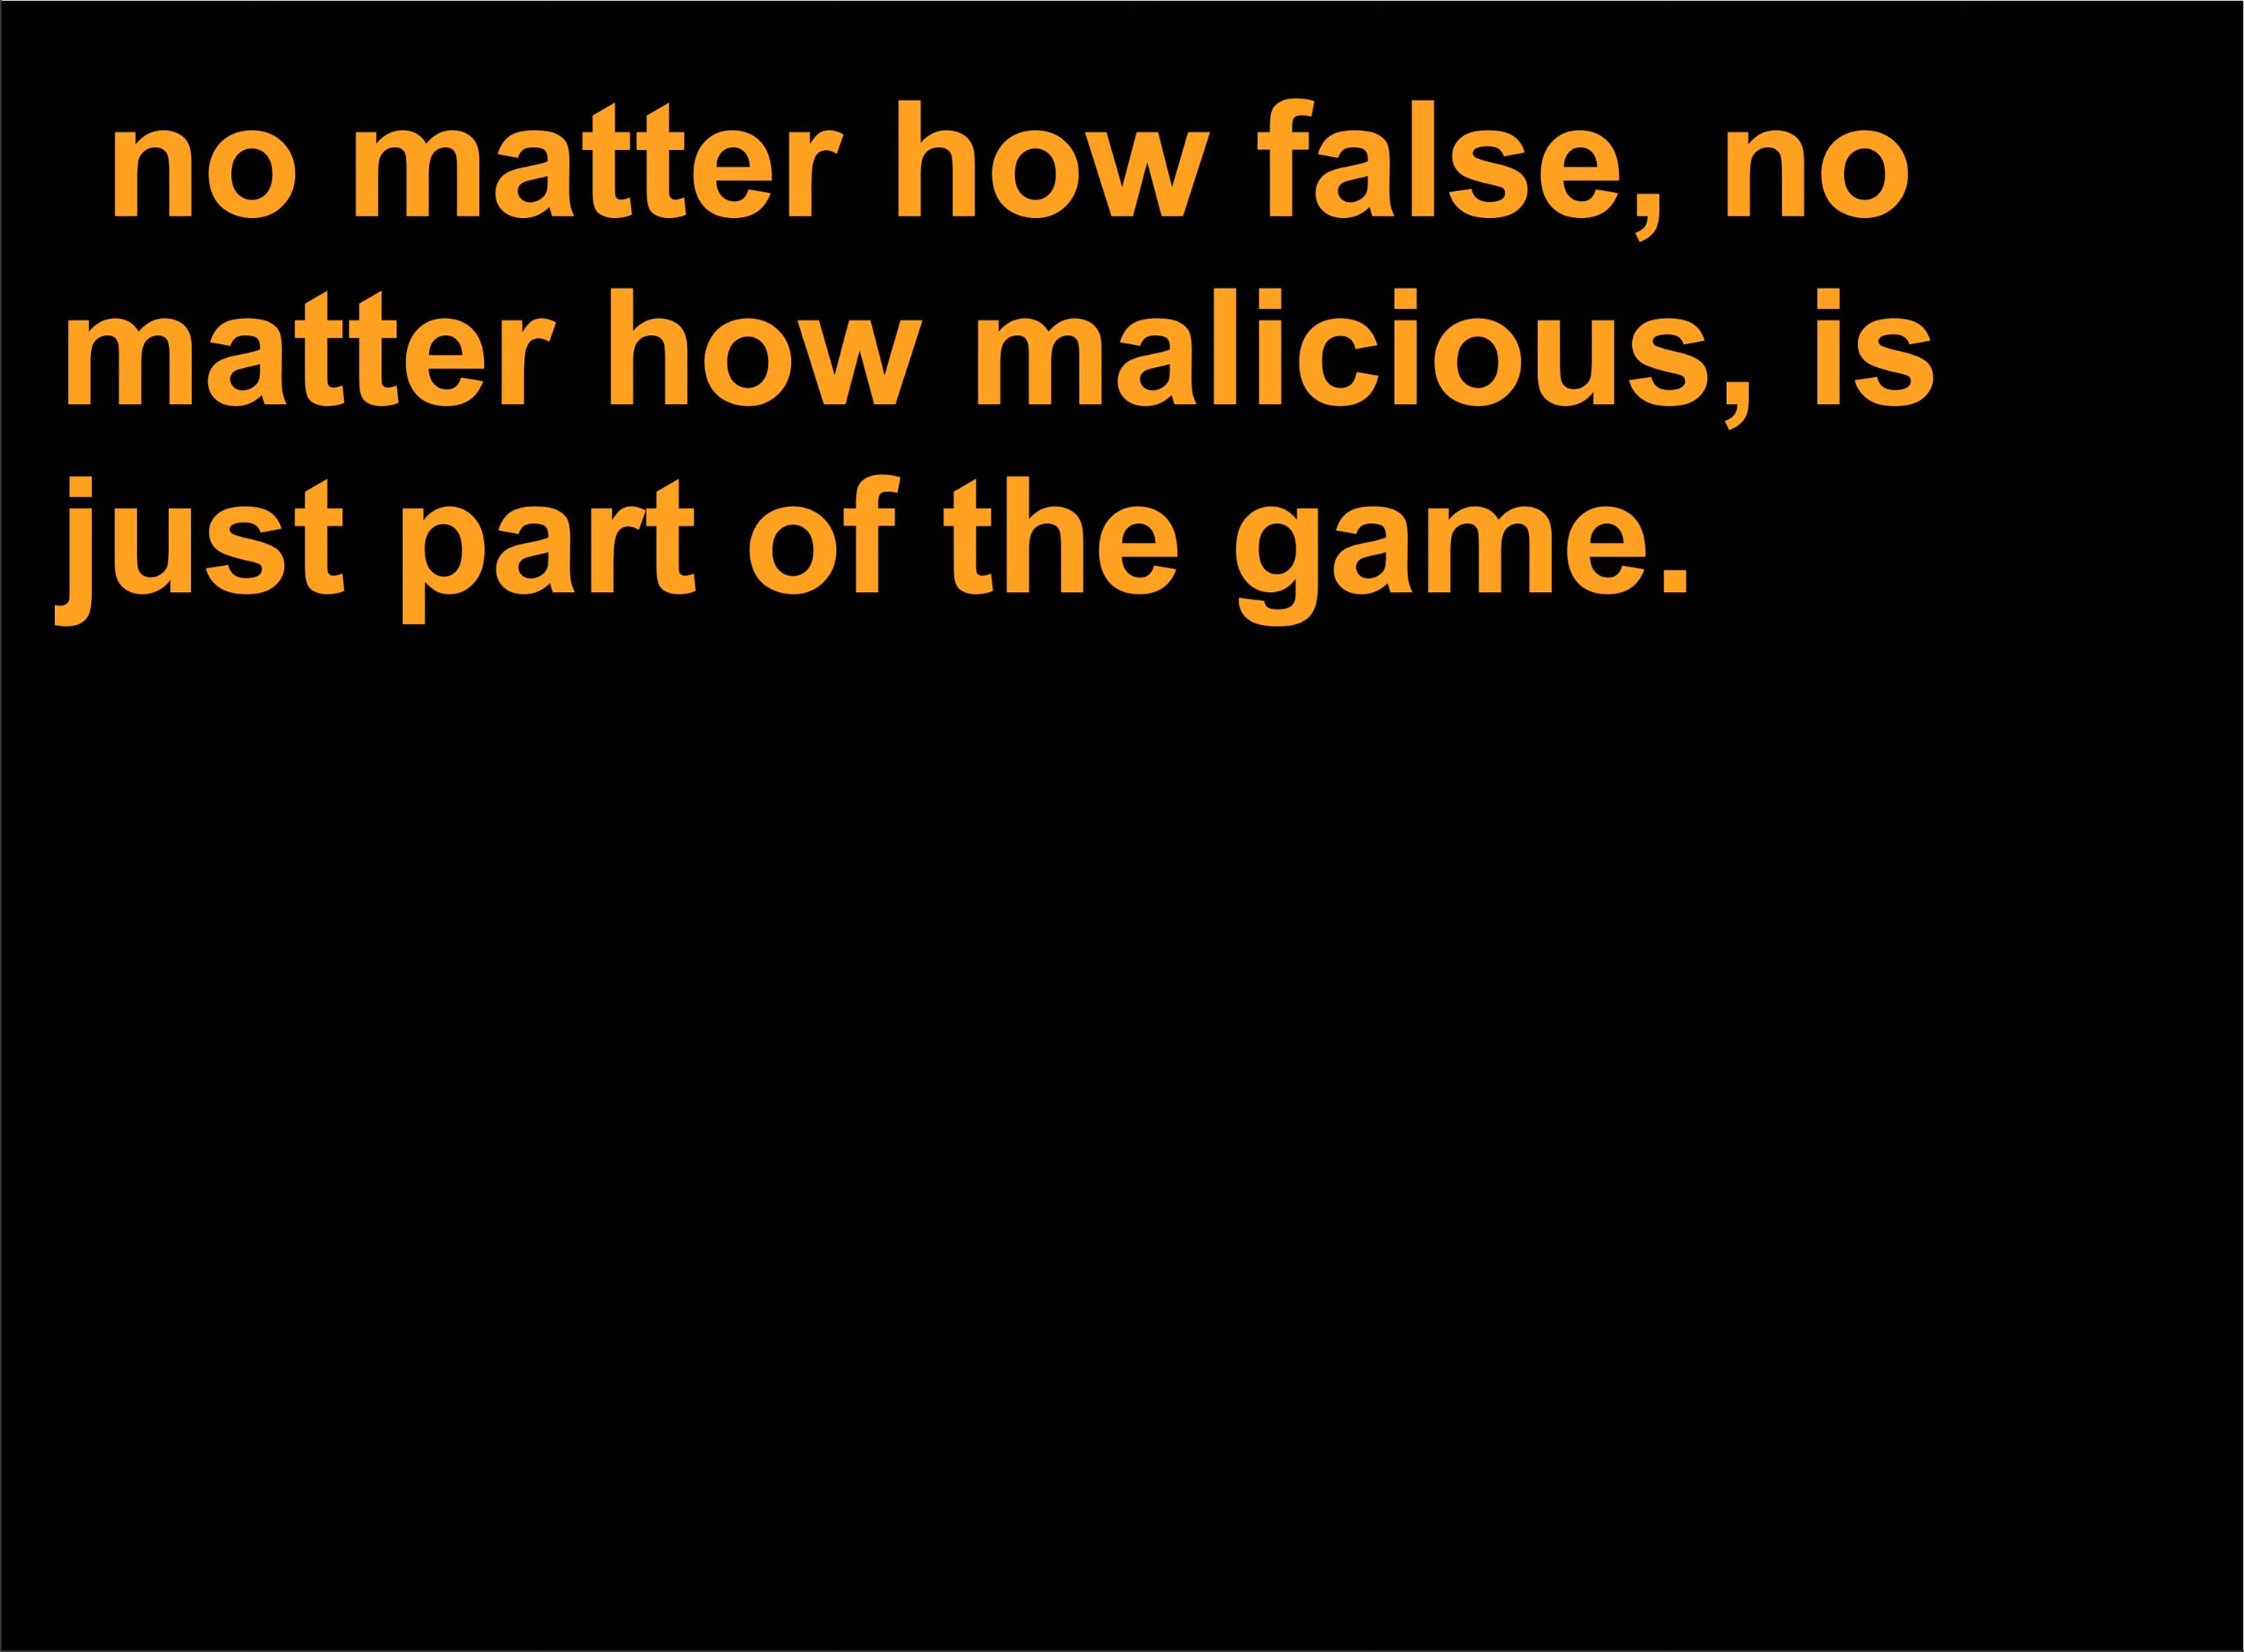 no matter how false, no
matter how malicious, is
just part of the game.